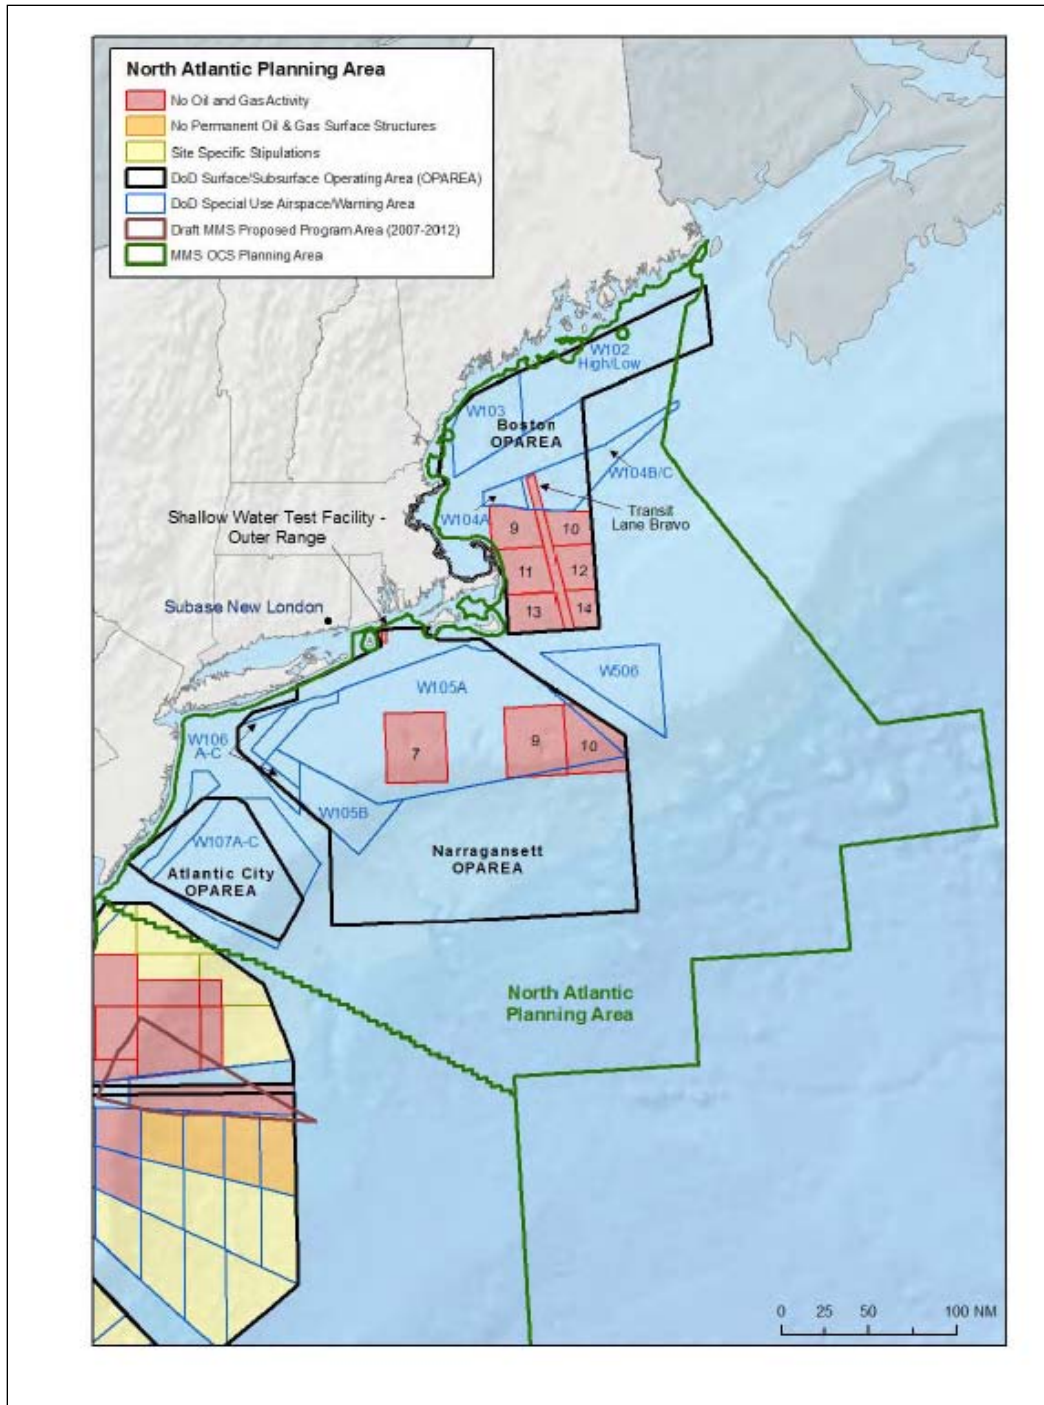 North Atlantic Planning Area
No Oil and Gas Activity
No Permanent Oil & Gas Surface Structures
Site Specific Stipulations
DoD Surface/Subsurface Operating Area (OPAREA)
DoD Special Use Airspace/Warning Area
Draft MMS Proposed Program Area (2007-2012)
MMS OCS Planning Area
W102
High/Low
W103
Boston
OPAREA
W104B/C
W104A
Transit
Lane Bravo
Shallow Water Test Facility -
Outer Range
9
10
11
12
13
14
Subase New London
W506
W105A
W106
A-C
7
9
10
W105B
W107A-C
Atlantic City
OPAREA
Narragansett
OPAREA
North Atlantic
Planning Area
0 25 50 100 NM